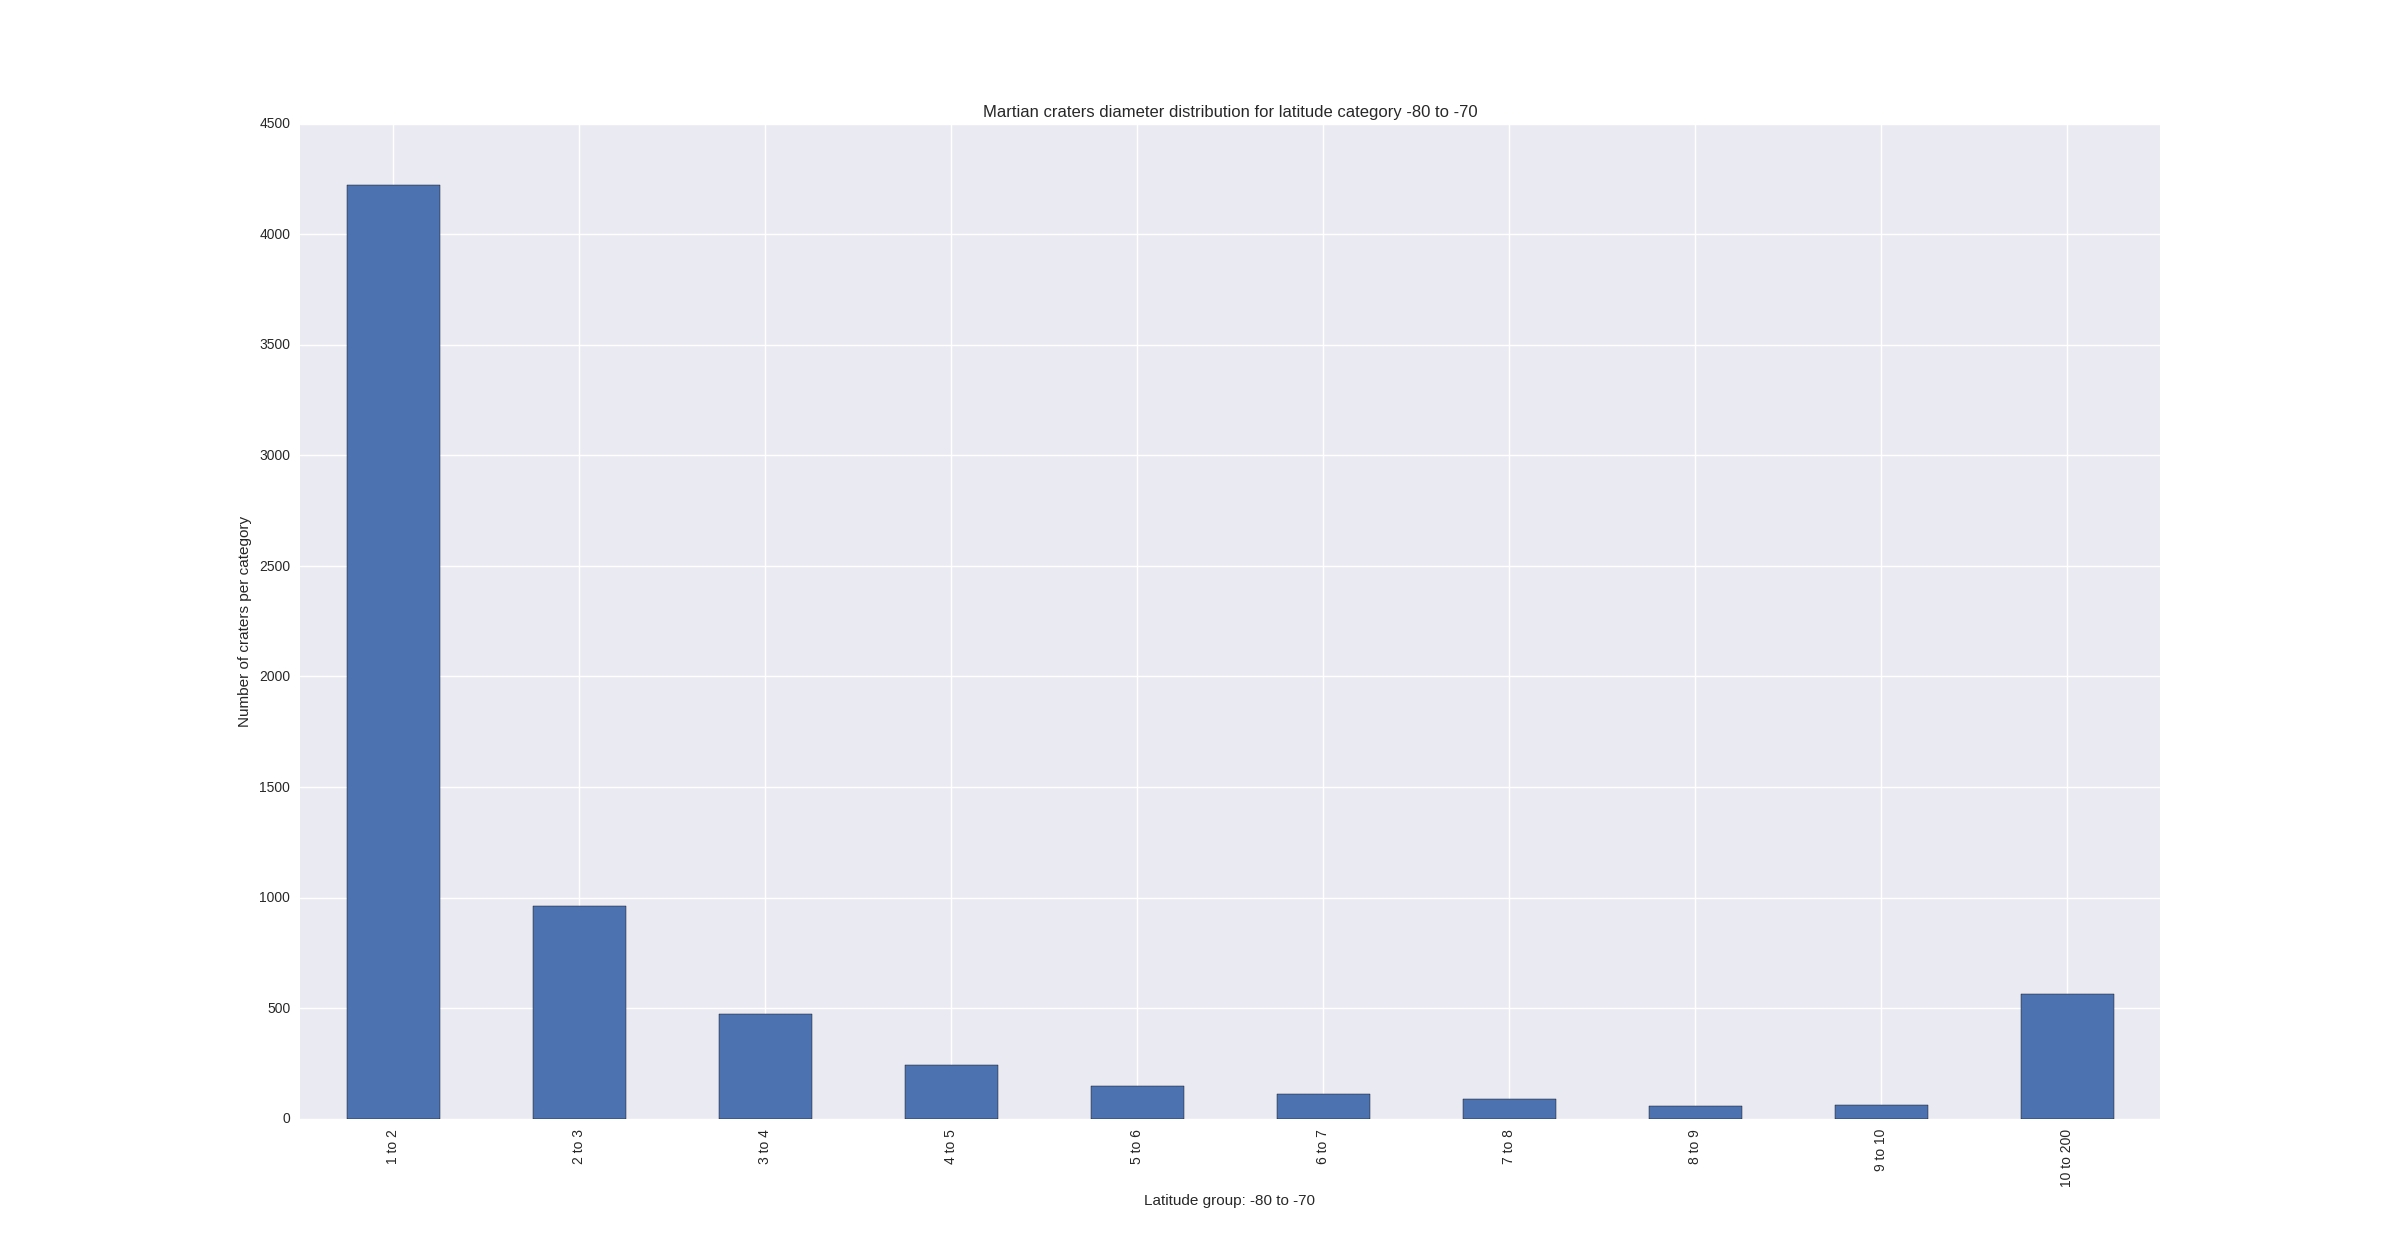 Martian craters diameter distribution for latitude category -80 to -70
4500
4000
3500
3000
2500
2000
1500
1000
500
0
Number of craters per category
1 to 2
2 to 3
3 to 4
4 to 5
5 to 6
6 to 7
7 to 8
8 to 9
9 to 10
10 to 200
Latitude group: -80 to -70